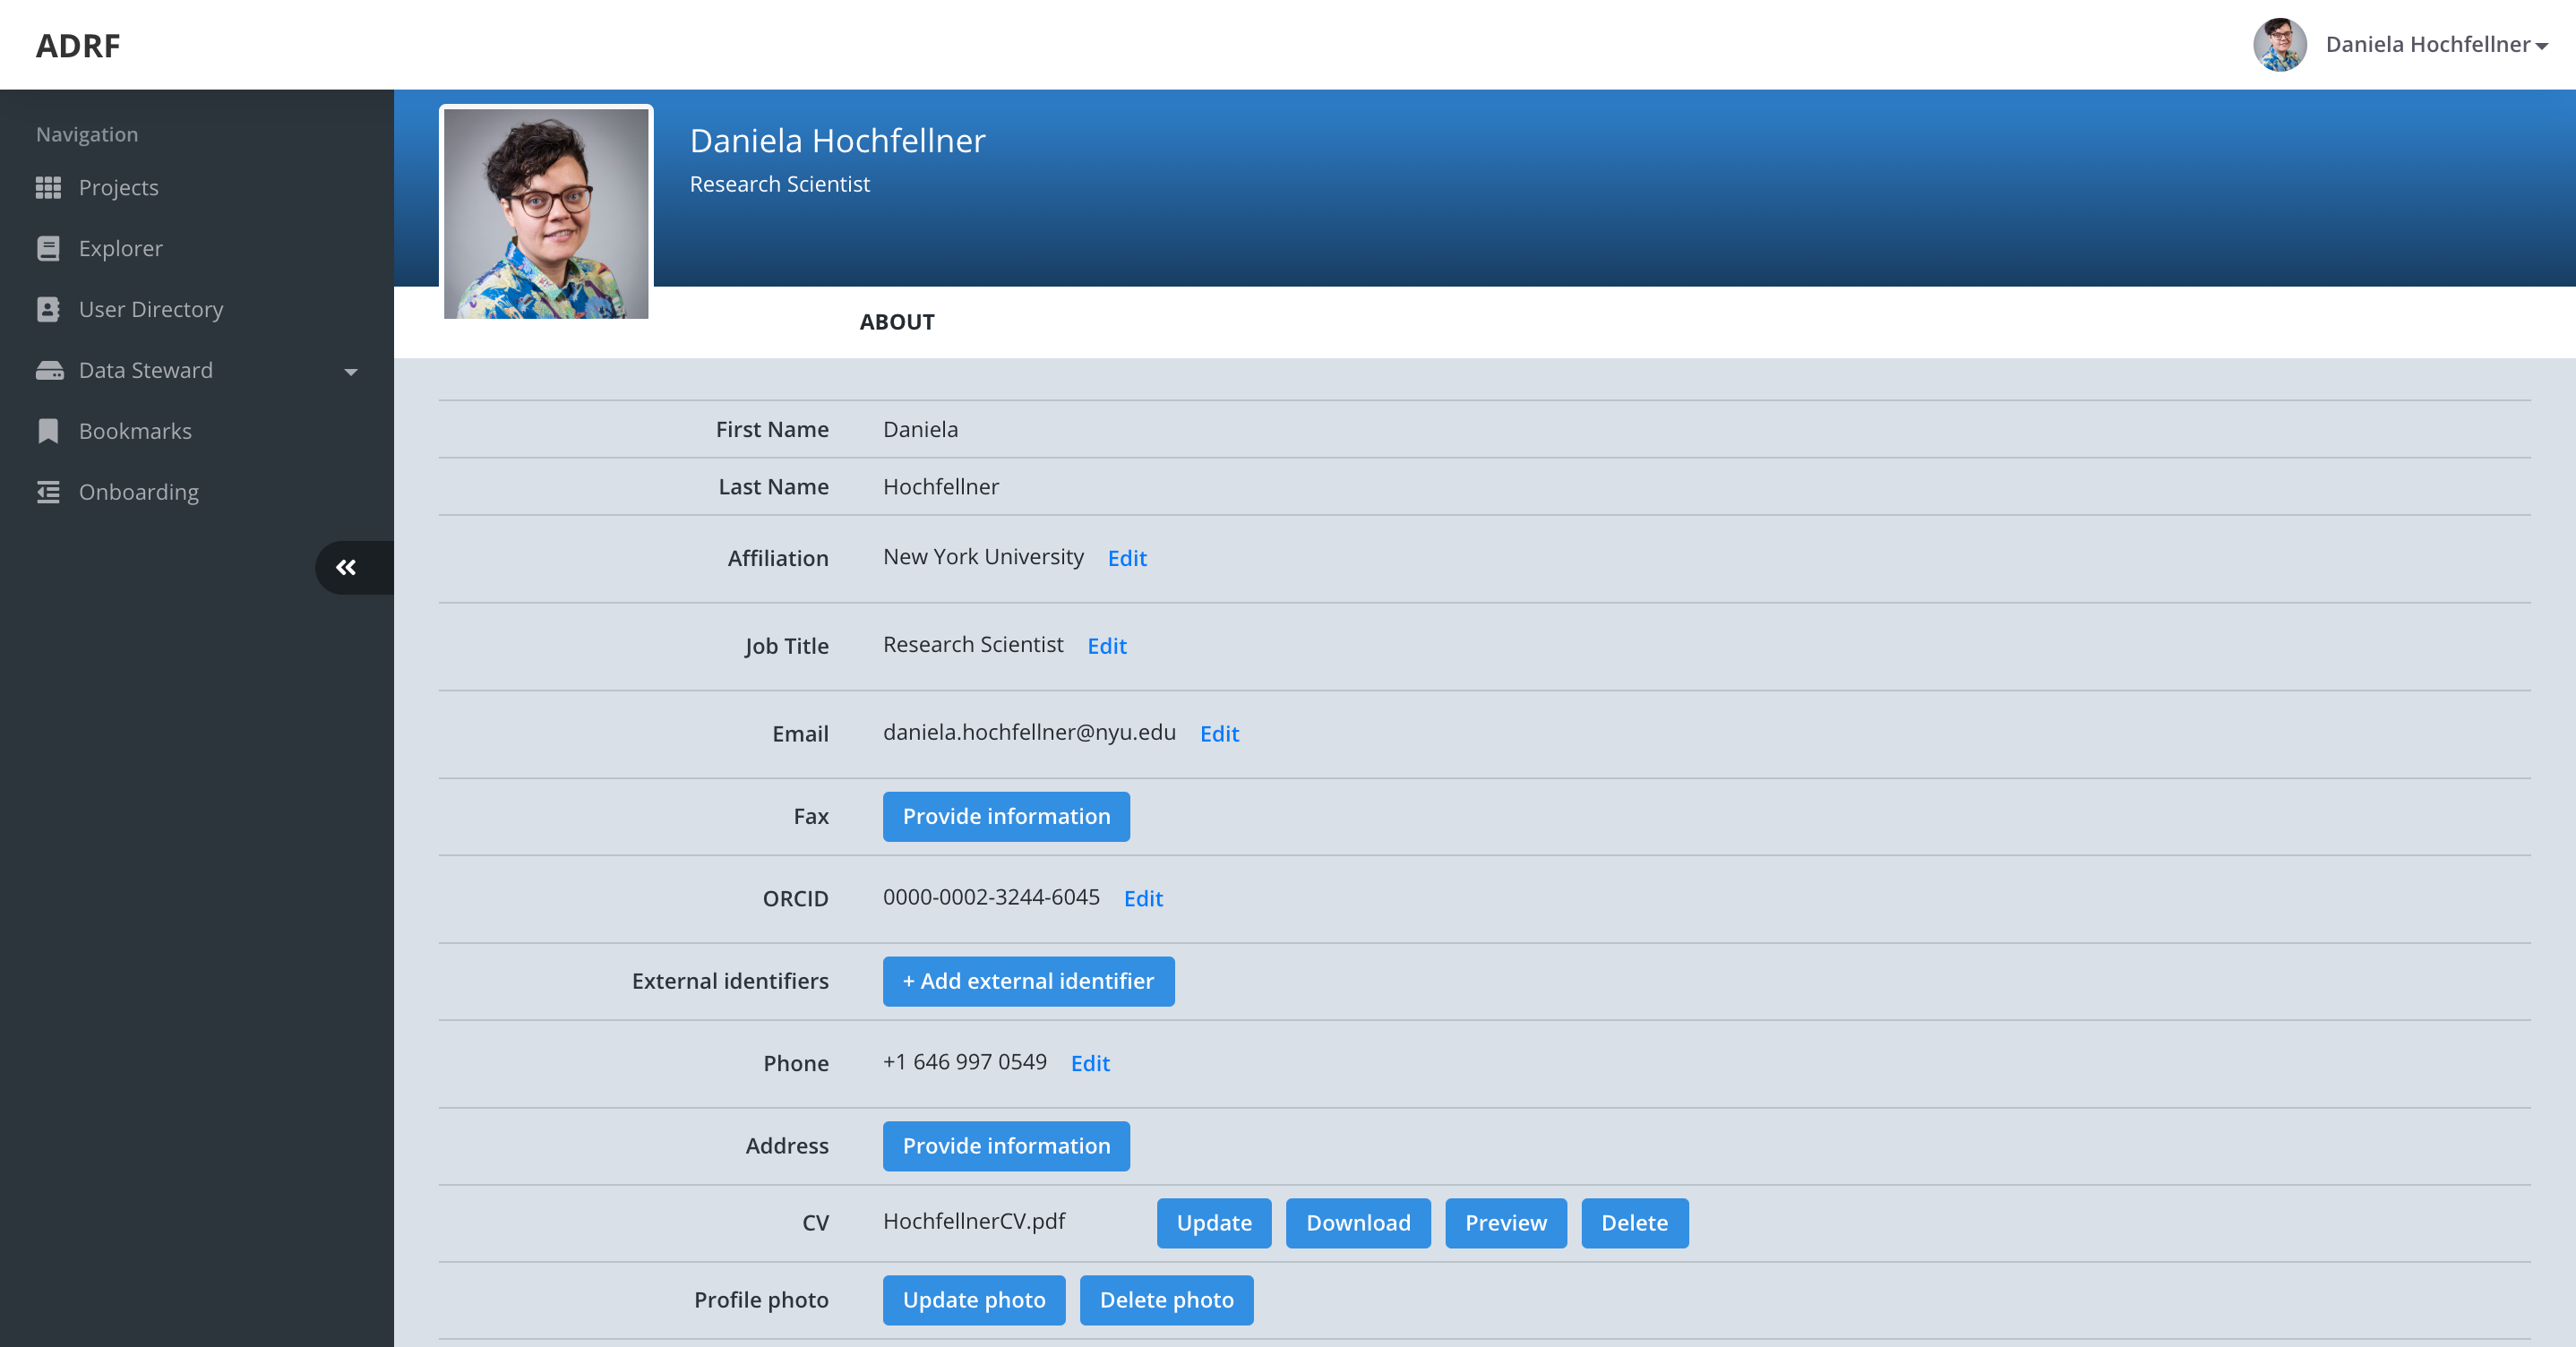 ADRF
Daniela Hochfellner
Navigation
Projects
Explorer
User Directory
Data Steward
Bookmarks
Onboarding
Daniela Hochfellner
Research Scientist
ABOUT
First Name Daniela
Last Name Hochfellner
Affiliation New York University Edit
Job Title Research Scientist Edit
Email daniela.hochfellner@nyu.edu Edit
Fax Provide information
ORCID 0000-0002-3244-6045 Edit
External identifiers + Add external identifier
Phone +1 646 997 0549 Edit
Address Provide information
CV HochfellnerCV.pdf Update Download Preview Delete
Profile photo Update photo Delete photo